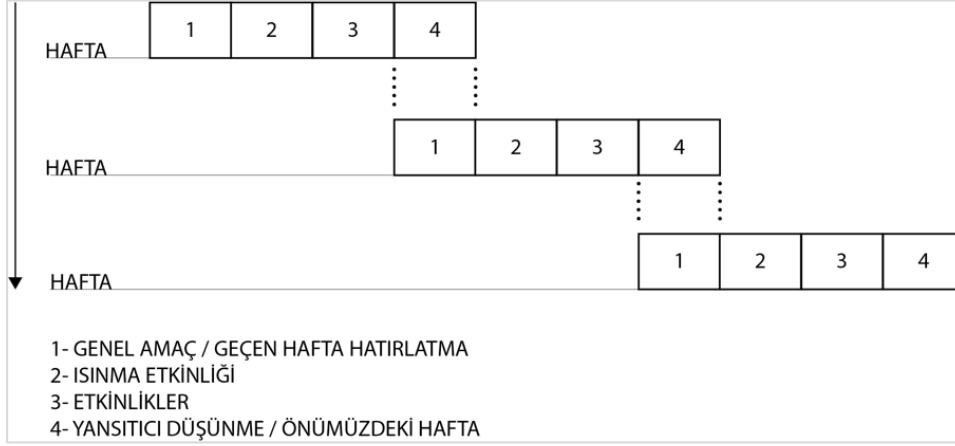 HAFTA 1 2 3 4
HAFTA 1 2 3 4
HAFTA 1 2 3 4
1- GENEL AMAÇ / GEÇEN HAFTA HATIRLATMA
2- ISINMA ETKİNLİĞİ
3- ETKİNLİKLER
4- YANSITICI DÜŞÜNME / ÖNÜMÜZDEKİ HAFTA